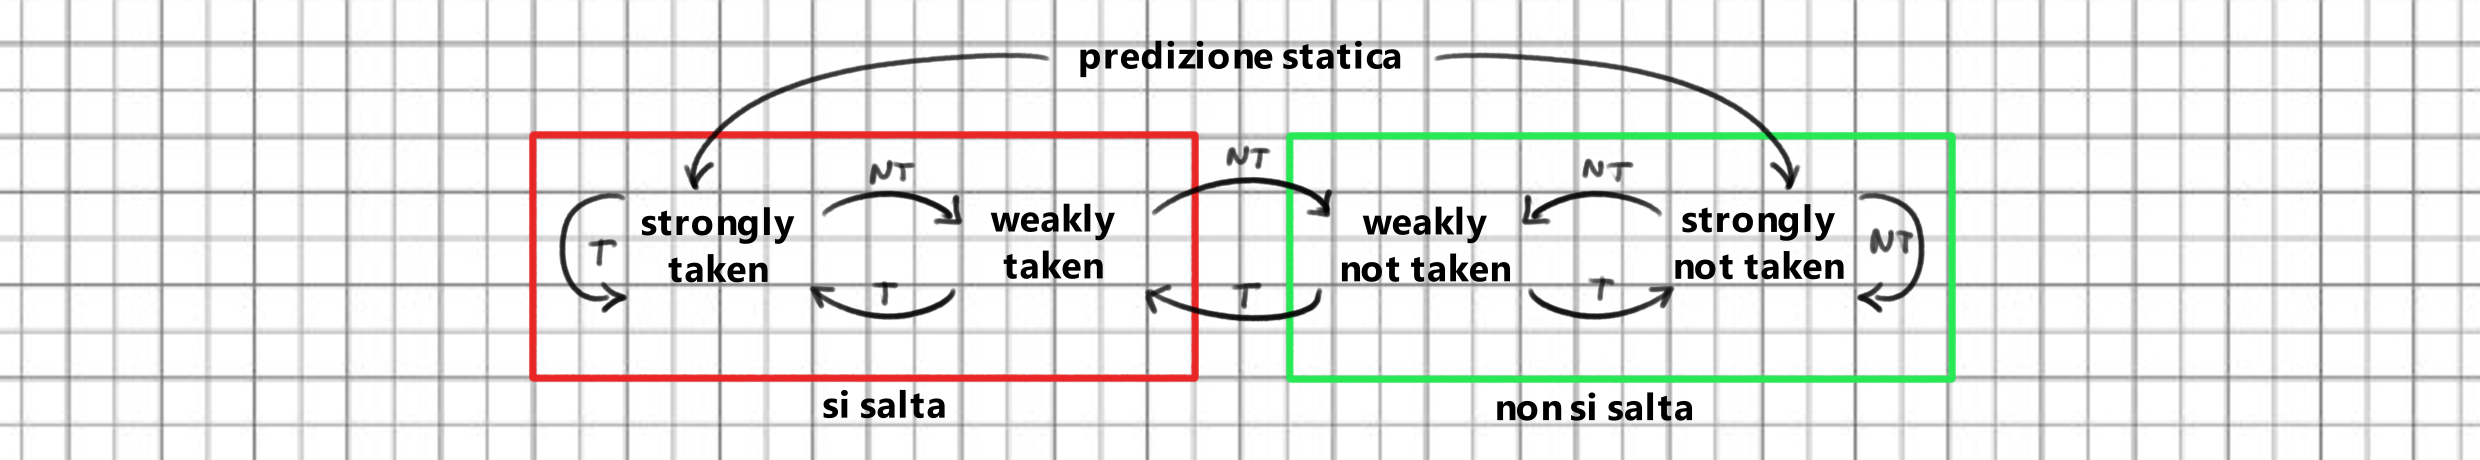 predizione statica
NT
NT
NT
strongly
taken
weakly
taken
weakly
not taken
strongly
not taken
T
NT
T
T
T
si salta
non si salta